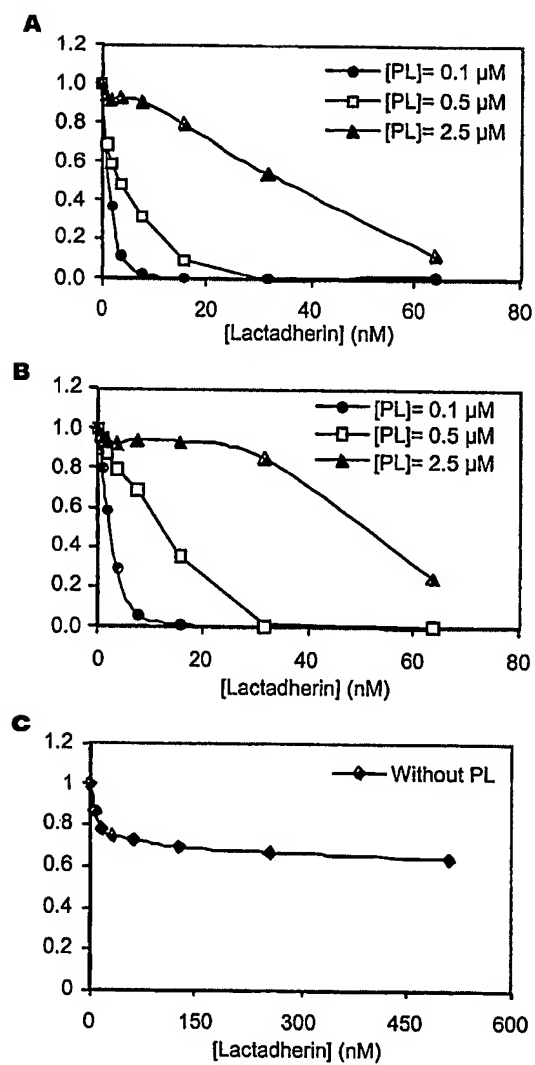 A
1.2
1.0
0.8
0.6
0.4
0.2
0.0
[PL]= 0.1 µM
[PL]= 0.5 µM
[PL]= 2.5 µM
0 20 40 60 80
[Lactadherin] (nM)
B
1.2
1.0
0.8
0.6
0.4
0.2
0.0
[PL]= 0.1 µM
[PL]= 0.5 µM
[PL]= 2.5 µM
0 20 40 60 80
[Lactadherin] (nM)
C
1.2
1
0.8
0.6
0.4
0.2
0
Without PL
0 150 300 450 600
[Lactadherin] (nM)